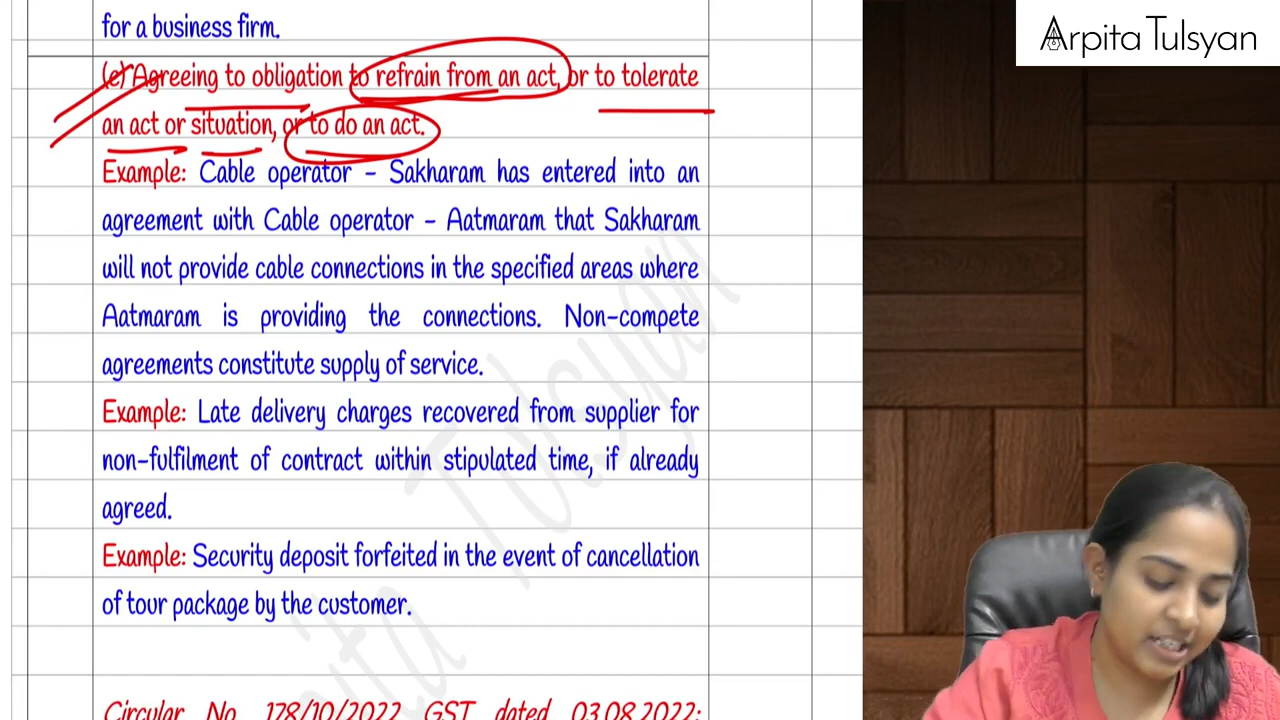 Arpita Tulsyan
for a business firm.
(e) Agreeing to obligation to refrain from an act, or to tolerate
an act or situation, or to do an act.
Example: Cable operator – Sakharam has entered into an
agreement with Cable operator – Aatmaram that Sakharam
will not provide cable connections in the specified areas where
Aatmaram is providing the connections. Non-compete
agreements constitute supply of service.
Example: Late delivery charges recovered from supplier for
non-fulfilment of contract within stipulated time, if already
agreed.
Example: Security deposit forfeited in the event of cancellation
of tour package by the customer.
Circular No. 178/10/2022 GST dated 03.08.2022:
Arpita Tulsyan